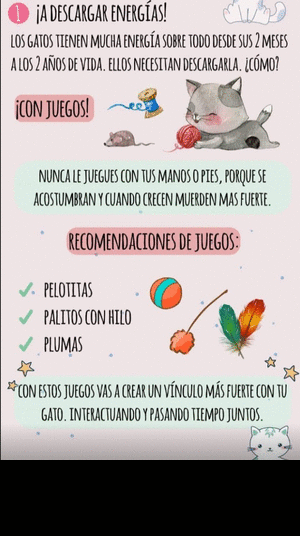 1 ¡A DESCARGAR ENERGÍAS!
LOS GATOS TIENEN MUCHA ENERGÍA SOBRE TODO DESDE SUS 2 MESES
A LOS 2 AÑOS DE VIDA. ELLOS NECESITAN DESCARGARLA. ¿CÓMO?
¡CON JUEGOS!
NUNCA LE JUEGUES CON TUS MANOS O PIES, PORQUE SE
ACOSTUMBRAN Y CUANDO CRECEN MUERDEN MAS FUERTE.
RECOMENDACIONES DE JUEGOS:
PELOTITAS
PALITOS CON HILO
PLUMAS
CON ESTOS JUEGOS VAS A CREAR UN VÍNCULO MÁS FUERTE CON TU
GATO. INTERACTUANDO Y PASANDO TIEMPO JUNTOS.